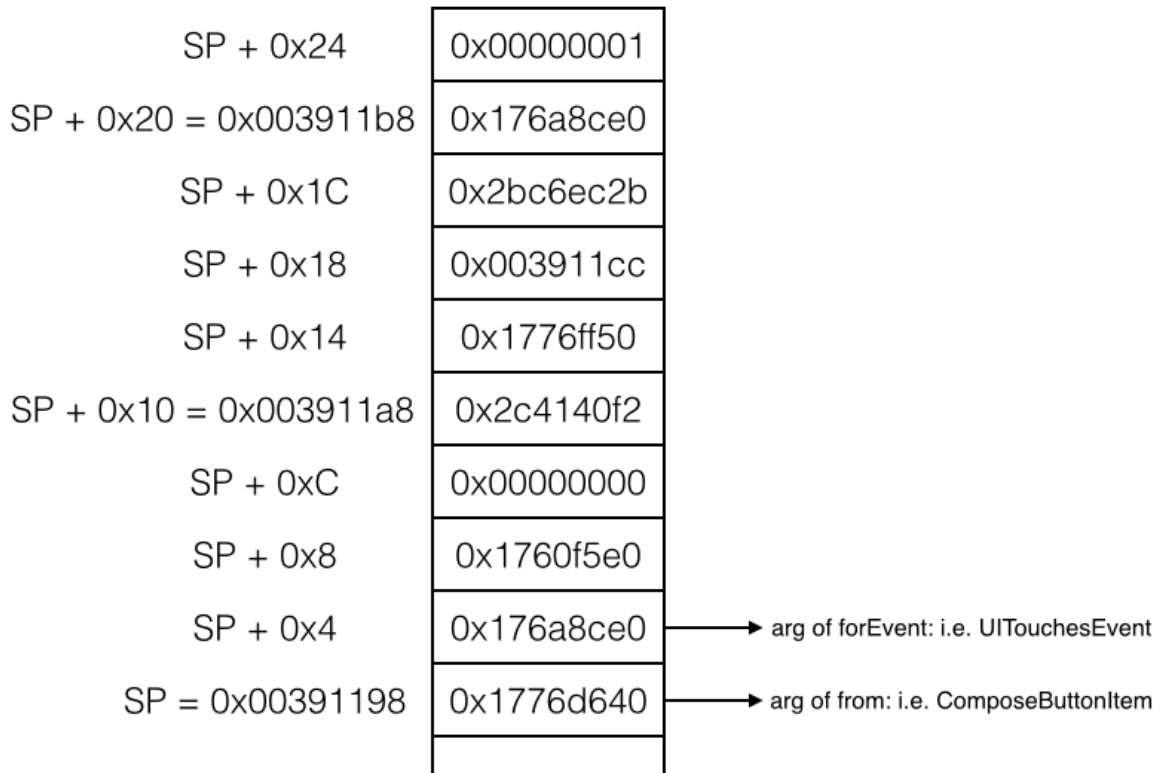 SP + 0x24 0x00000001
SP + 0x20 = 0x003911b8 0x176a8ce0
SP + 0x1C 0x2bc6ec2b
SP + 0x18 0x003911cc
SP + 0x14 0x1776ff50
SP + 0x10 = 0x003911a8 0x2c4140f2
SP + 0xC 0x00000000
SP + 0x8 0x1760f5e0
SP + 0x4 0x176a8ce0 arg of forEvent: i.e. UITouchesEvent
SP = 0x00391198 0x1776d640 arg of from: i.e. ComposeButtonItem